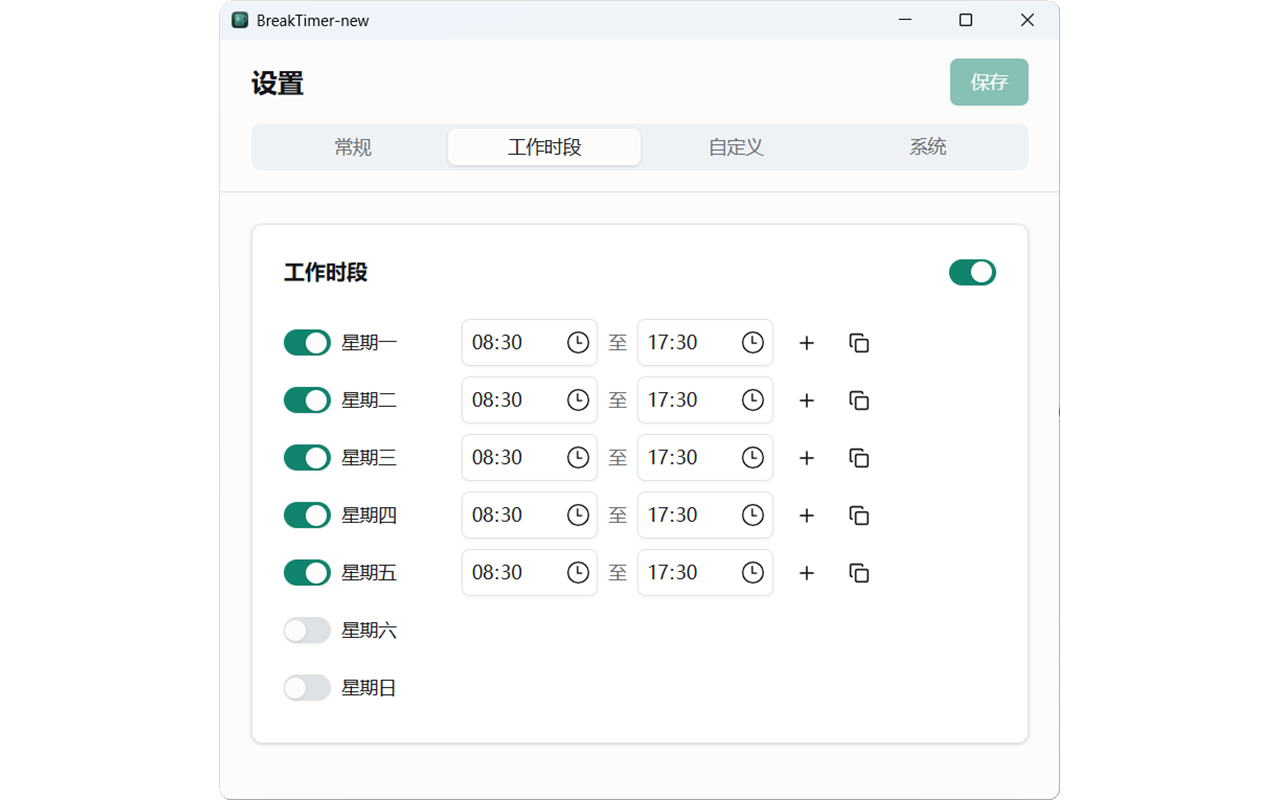 BreakTimer-new
设置
保存
常规 工作时段 自定义 系统
工作时段
星期一 08:30 至 17:30
星期二 08:30 至 17:30
星期三 08:30 至 17:30
星期四 08:30 至 17:30
星期五 08:30 至 17:30
星期六
星期日